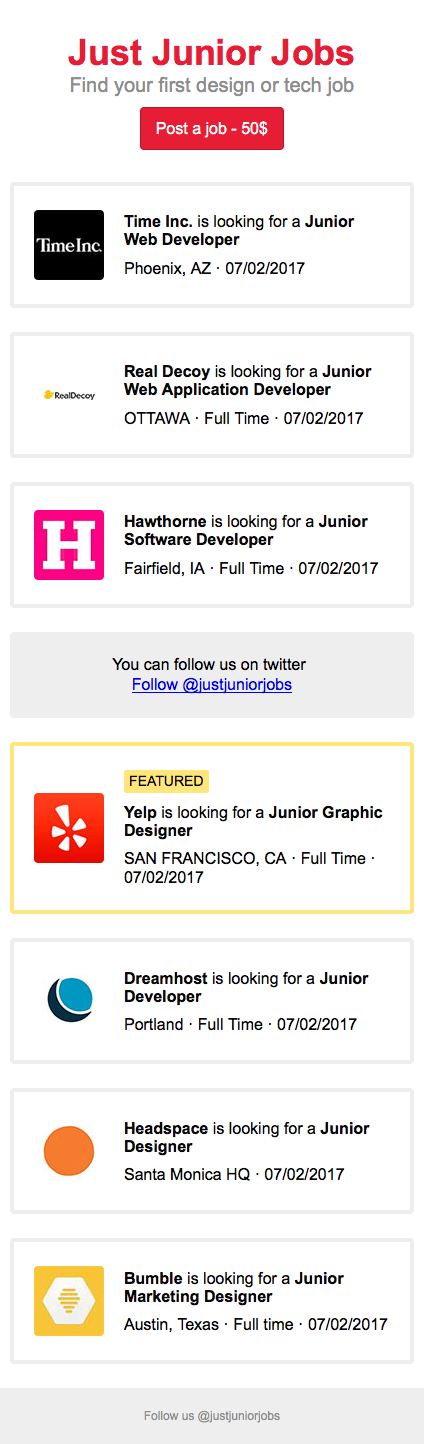 Just Junior Jobs
Find your first design or tech job
Post a job - 50$
TimeInc.
Time Inc. is looking for a Junior
Web Developer
Phoenix, AZ · 07/02/2017
RealDecoy
Real Decoy is looking for a Junior
Web Application Developer
OTTAWA · Full Time · 07/02/2017
H
Hawthorne is looking for a Junior
Software Developer
Fairfield, IA · Full Time · 07/02/2017
You can follow us on twitter
Follow @justjuniorjobs
FEATURED
Yelp is looking for a Junior Graphic
Designer
SAN FRANCISCO, CA · Full Time ·
07/02/2017
Dreamhost is looking for a Junior
Developer
Portland · Full Time · 07/02/2017
Headspace is looking for a Junior
Designer
Santa Monica HQ · 07/02/2017
Bumble is looking for a Junior
Marketing Designer
Austin, Texas · Full time · 07/02/2017
Follow us @justjuniorjobs